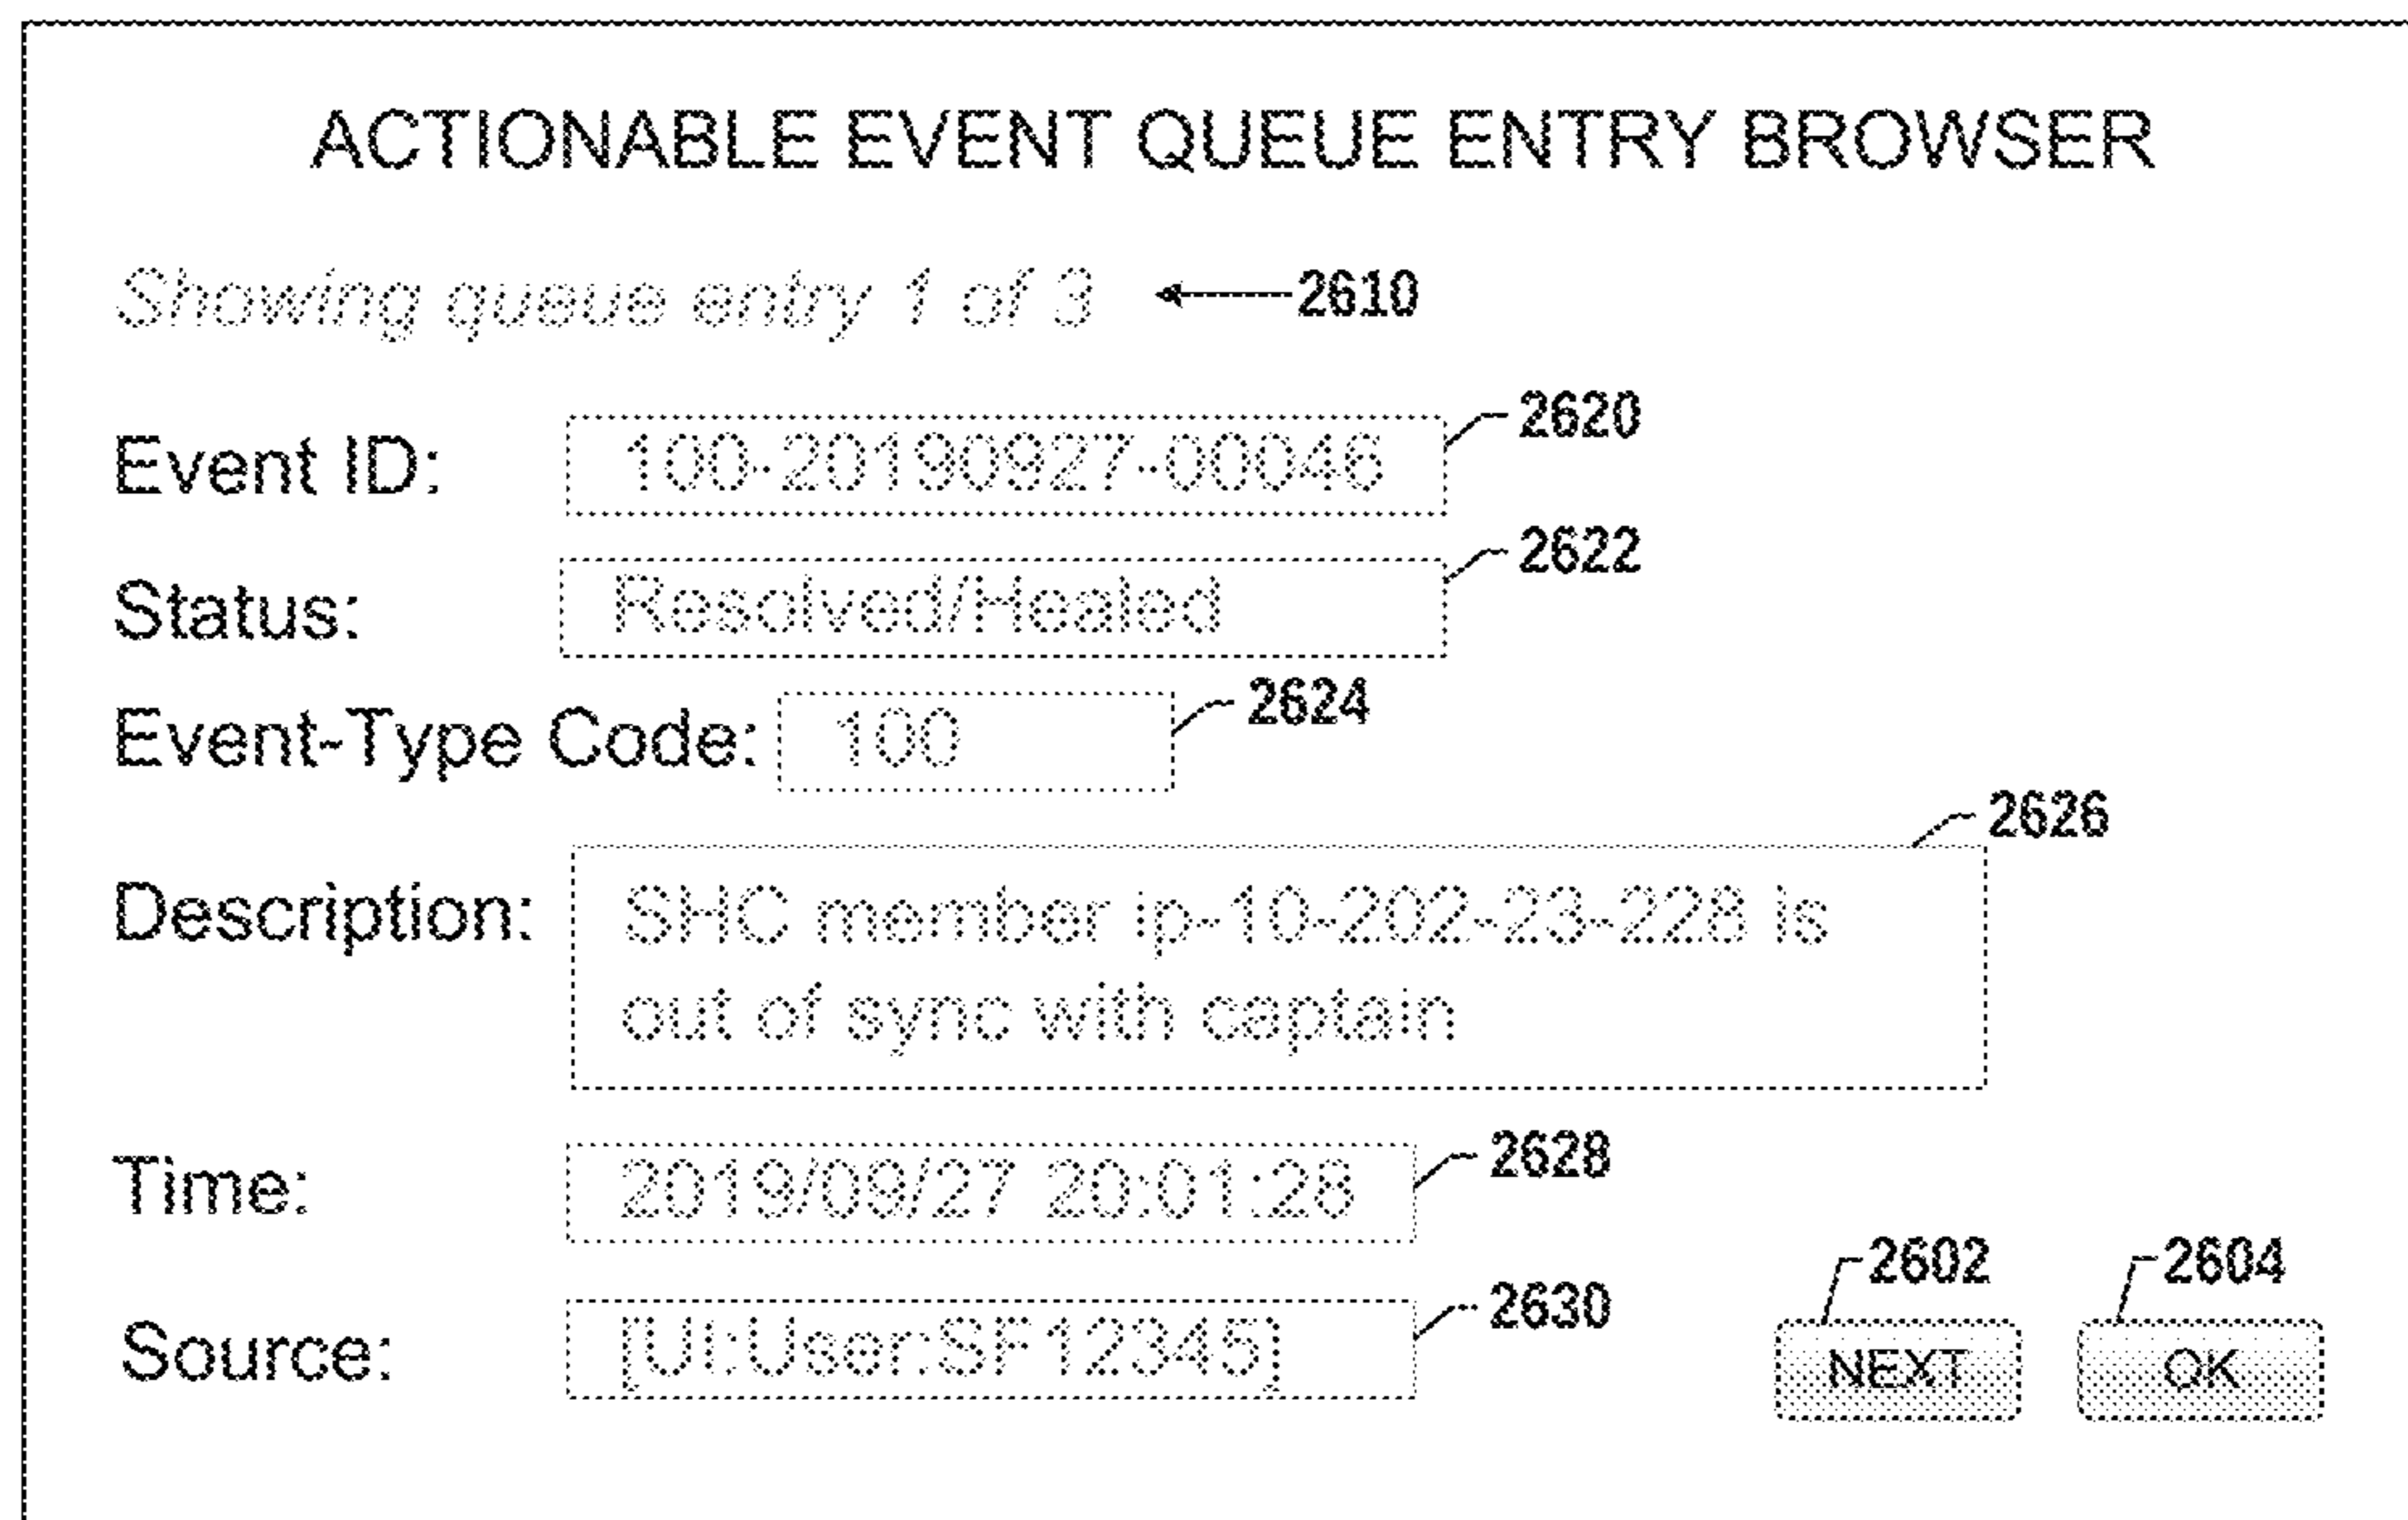 ACTIONABLE EVENT QUEUE ENTRY BROWSER
Showing queue entry 1 of 3 2610
Event ID: 100-20190927-00046 2620
Status: Resolved/Healed 2622
Event-Type Code: 100 2624
2626
Description: SHC member ip-10-202-23-228 is
out of sync with captain
Time: 2019/09/27 20:01:28 2628
2602 2604
Source: [UI:User:SF12345] 2630 NEXT OK